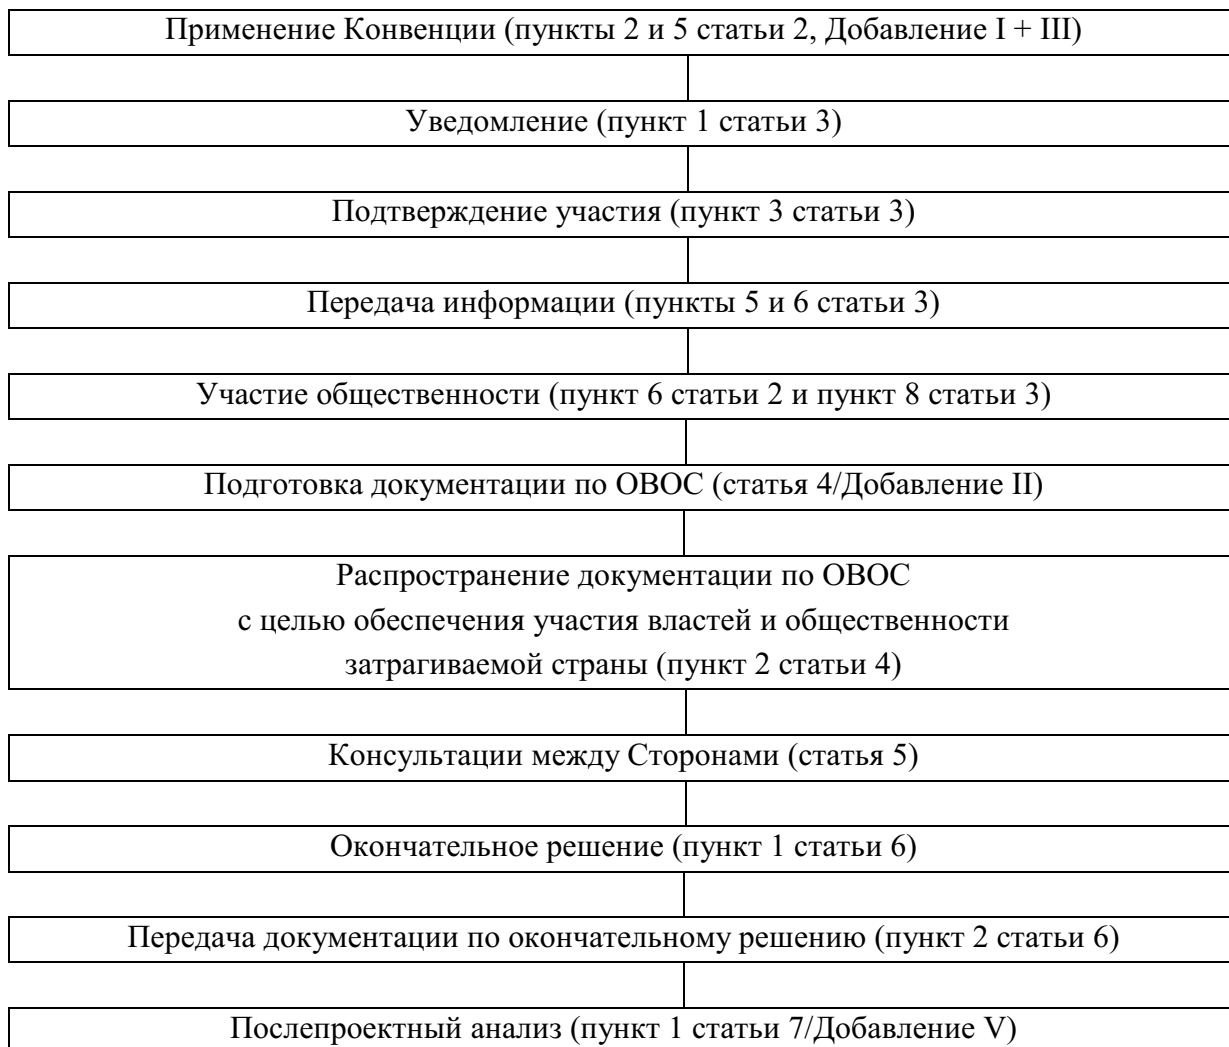 Применение Конвенции (пункты 2 и 5 статьи 2, Добавление I + III)
Уведомление (пункт 1 статьи 3)
Подтверждение участия (пункт 3 статьи 3)
Передача информации (пункты 5 и 6 статьи 3)
Участие общественности (пункт 6 статьи 2 и пункт 8 статьи 3)
Подготовка документации по ОВОС (статья 4/Добавление II)
Распространение документации по ОВОС
с целью обеспечения участия властей и общественности
затрагиваемой страны (пункт 2 статьи 4)
Консультации между Сторонами (статья 5)
Окончательное решение (пункт 1 статьи 6)
Передача документации по окончательному решению (пункт 2 статьи 6)
Послепроектный анализ (пункт 1 статьи 7/Добавление V)